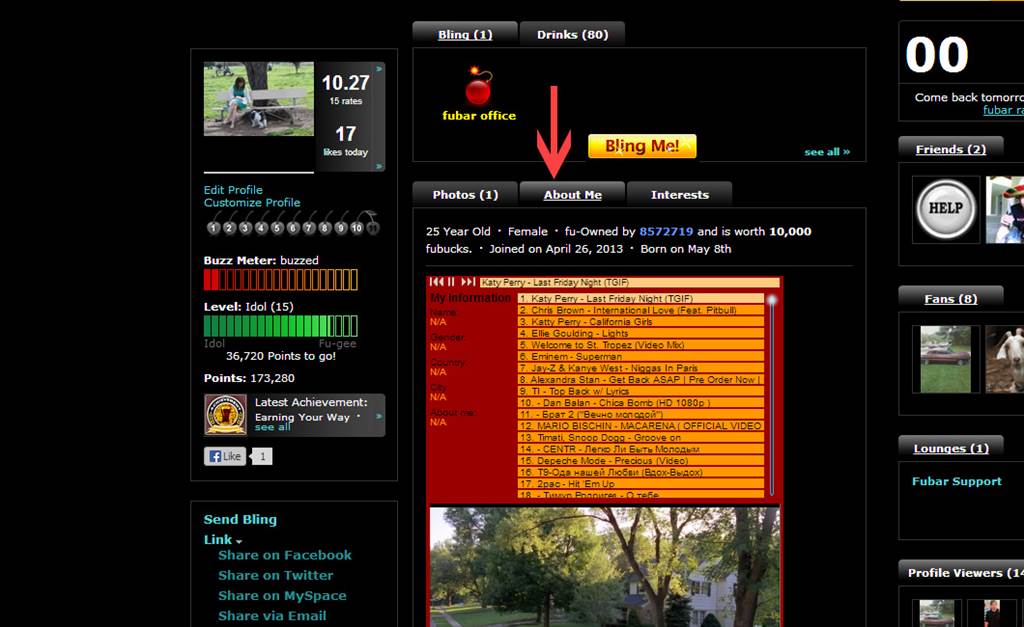 Bling (1)
Drinks (80)
fubar office
Bling Me!
see all »
10.27
15 rates
17
likes today
»
»
Edit Profile
Customize Profile
1 2 3 4 5 6 7 8 9 10 11
Buzz Meter: buzzed
Level: Idol (15)
Idol Fu-gee
36,720 Points to go!
Points: 173,280
Latest Achievement:
Earning Your Way •
see all
»
Like 1
Send Bling
Link
Share on Facebook
Share on Twitter
Share on MySpace
Share via Email
Photos (1)
About Me
Interests
25 Year Old • Female • fu-Owned by 8572719 and is worth 10,000
fubucks. • Joined on April 26, 2013 • Born on May 8th
Katy Perry - Last Friday Night (TGIF)
My information
Name:
N/A
Gender:
N/A
Country:
N/A
City:
N/A
About me:
N/A
1. Katy Perry - Last Friday Night (TGIF)
2. Chris Brown - International Love (Feat. Pitbull)
3. Katty Perry - California Girls
4. Ellie Goulding - Lights
5. Welcome to St. Tropez (Video Mix)
6. Eminem - Superman
7. Jay-Z & Kanye West - Niggas In Paris
8. Alexandra Stan - Get Back ASAP | Pre Order Now |
9. TI - Top Back w/ Lyrics
10. - Dan Balan - Chica Bomb (HD 1080p )
11. - Брат 2 ("Вечно молодой")
12. MARIO BISCHIN - MACARENA ( OFFICIAL VIDEO
13. Timati, Snoop Dogg - Groove on
14. - CENTR - Легко Ли Быть Молодым
15. Depeche Mode - Precious (Video)
16. T9-Ода нашей Любви (Вдох-Выдох)
17. 2pac - Hit 'Em Up
18. - Тимур Родригез - О тебе
00
Come back tomorro
fubar ra
Friends (2)
HELP
Fans (8)
Lounges (1)
Fubar Support
Profile Viewers (14